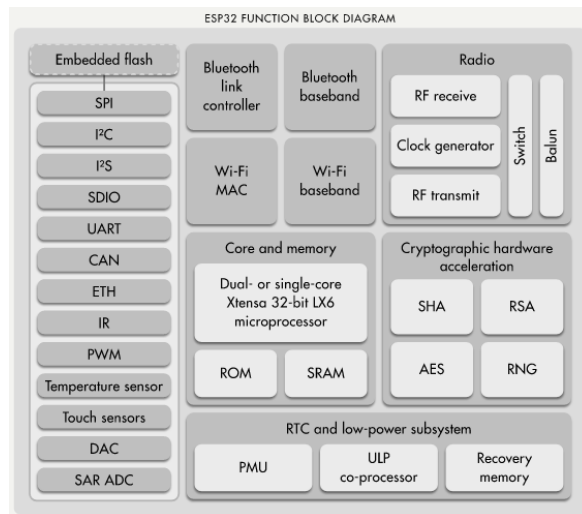 ESP32 FUNCTION BLOCK DIAGRAM
Embedded flash
SPI
I²C
I²S
SDIO
UART
CAN
ETH
IR
PWM
Temperature sensor
Touch sensors
DAC
SAR ADC
Bluetooth
link
controller
Bluetooth
baseband
Wi-Fi
MAC
Wi-Fi
baseband
Radio
RF receive
Clock generator
RF transmit
Switch
Balun
Core and memory
Dual- or single-core
Xtensa 32-bit LX6
microprocessor
ROM
SRAM
Cryptographic hardware
acceleration
SHA
RSA
AES
RNG
RTC and low-power subsystem
PMU
ULP
co-processor
Recovery
memory